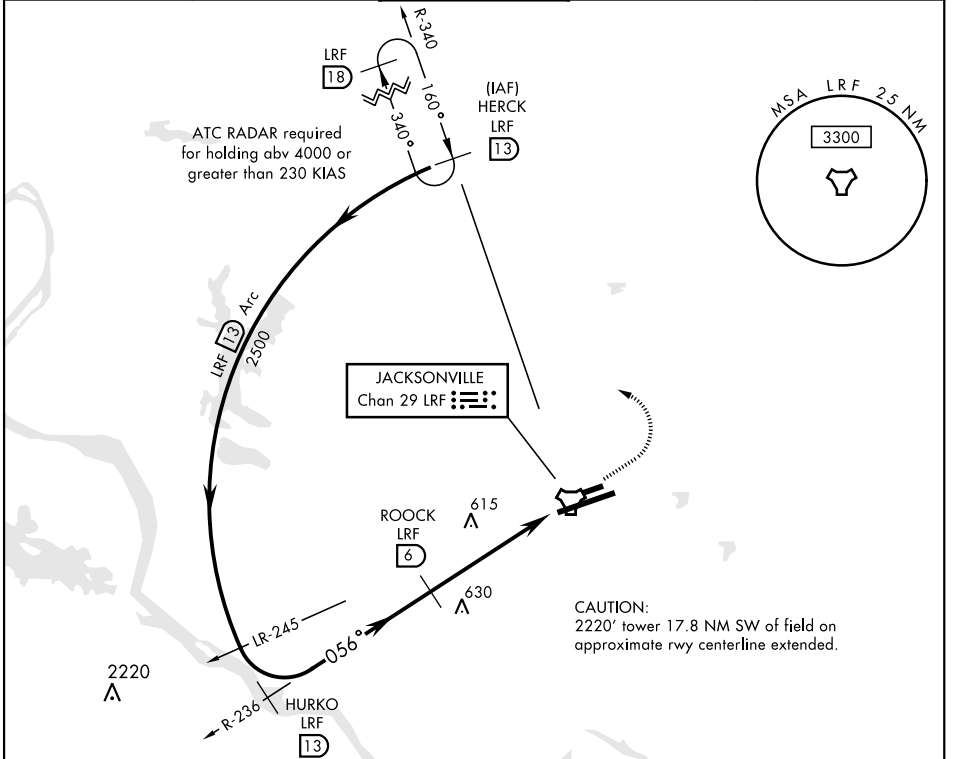 R-340
LRF
18
(IAF)
HERCK
LRF
13
160°
340°
ATC RADAR required
for holding abv 4000 or
greater than 230 KIAS
MSA LRF 25 NM
3300
LRF 13 Arc
2500
JACKSONVILLE
Chan 29 LRF
615
ROOCK
LRF
6
630
CAUTION:
2220' tower 17.8 NM SW of field on
approximate rwy centerline extended.
LR-245
056°
2220
R-236
HURKO
LRF
13